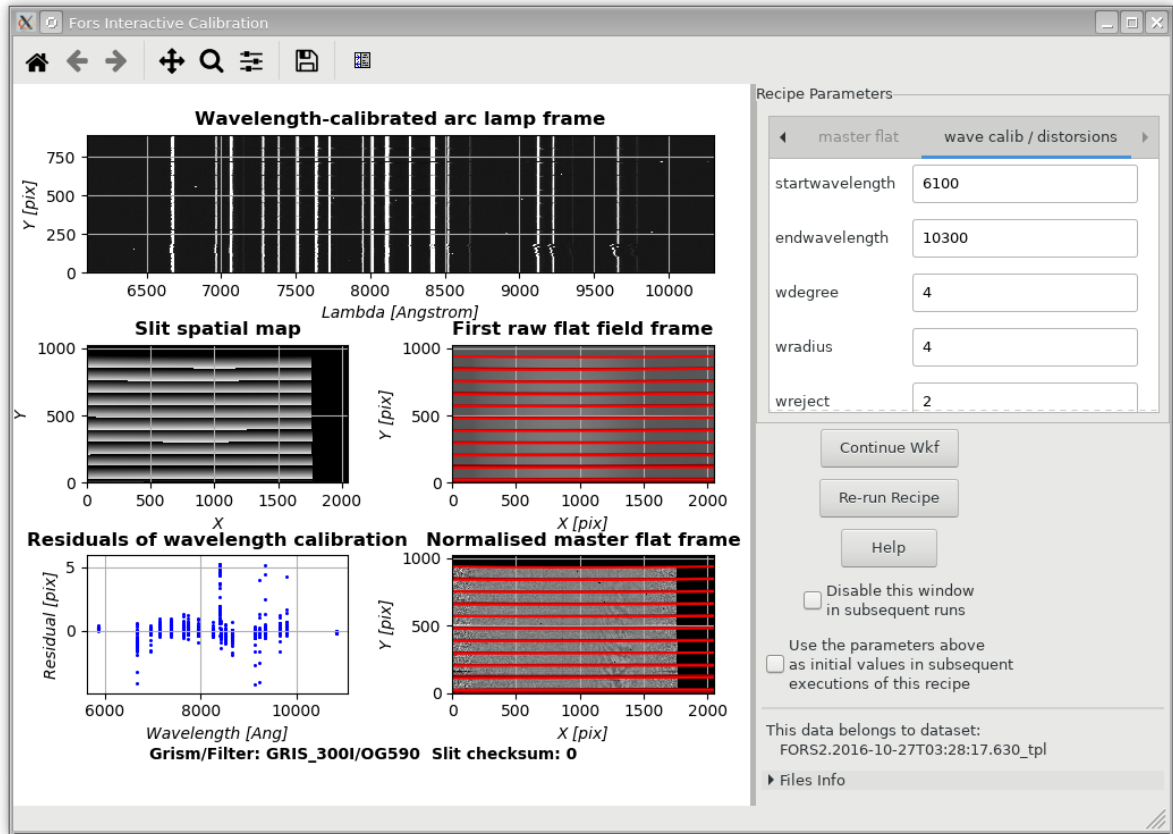 Fors Interactive Calibration
Recipe Parameters
master flat
wave calib / distorsions
startwavelength
6100
endwavelength
10300
wdegree
4
wradius
4
wreject
2
Continue Wkf
Re-run Recipe
Help
Disable this window
in subsequent runs
Use the parameters above
as initial values in subsequent
executions of this recipe
This data belongs to dataset:
FORS2.2016-10-27T03:28:17.630_tpl
Files Info
Wavelength-calibrated arc lamp frame
Y [pix]
750
500
250
0
6500 7000 7500 8000 8500 9000 9500 10000
Lambda [Angstrom]
Slit spatial map
Y
1000
500
0
0 500 1000 1500 2000
X
First raw flat field frame
Y [pix]
1000
500
0
0 500 1000 1500 2000
X [pix]
Residuals of wavelength calibration
Residual [pix]
5
0
6000 8000 10000
Wavelength [Ang]
Normalised master flat frame
Y [pix]
1000
500
0
0 500 1000 1500 2000
X [pix]
Grism/Filter: GRIS_300I/OG590 Slit checksum: 0